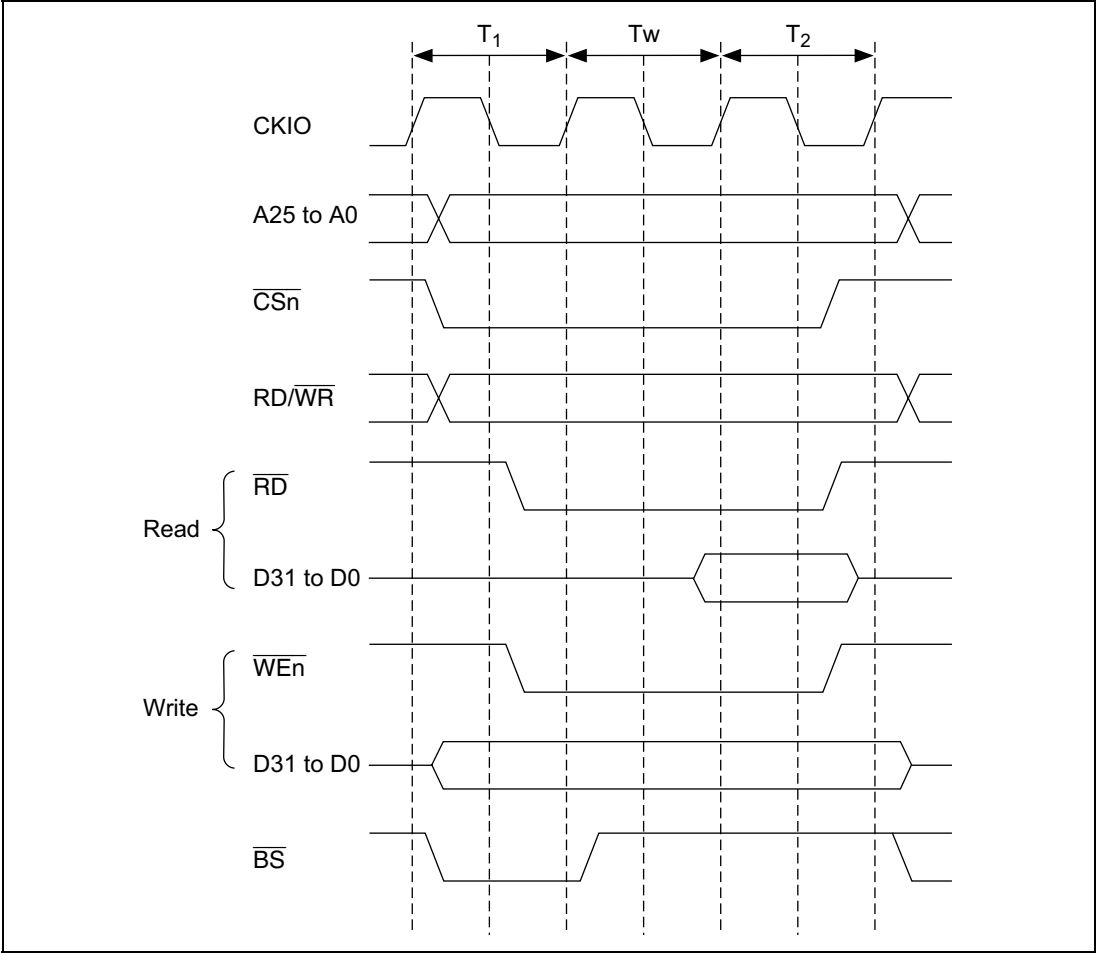 T1 Tw T2
CKIO
A25 to A0
CSn
RD/WR
RD
Read
D31 to D0
WEn
Write
D31 to D0
BS